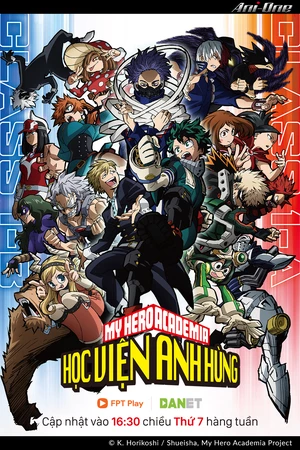 Ani-One
CLASS 1-B
CLASS 1-A
MY HERO ACADEMIA
HỌC VIỆN ANH HÙNG
FPT Play
DANET
Cập nhật vào 16:30 chiều Thứ 7 hàng tuần
© K. Horikoshi / Shueisha, My Hero Academia Project